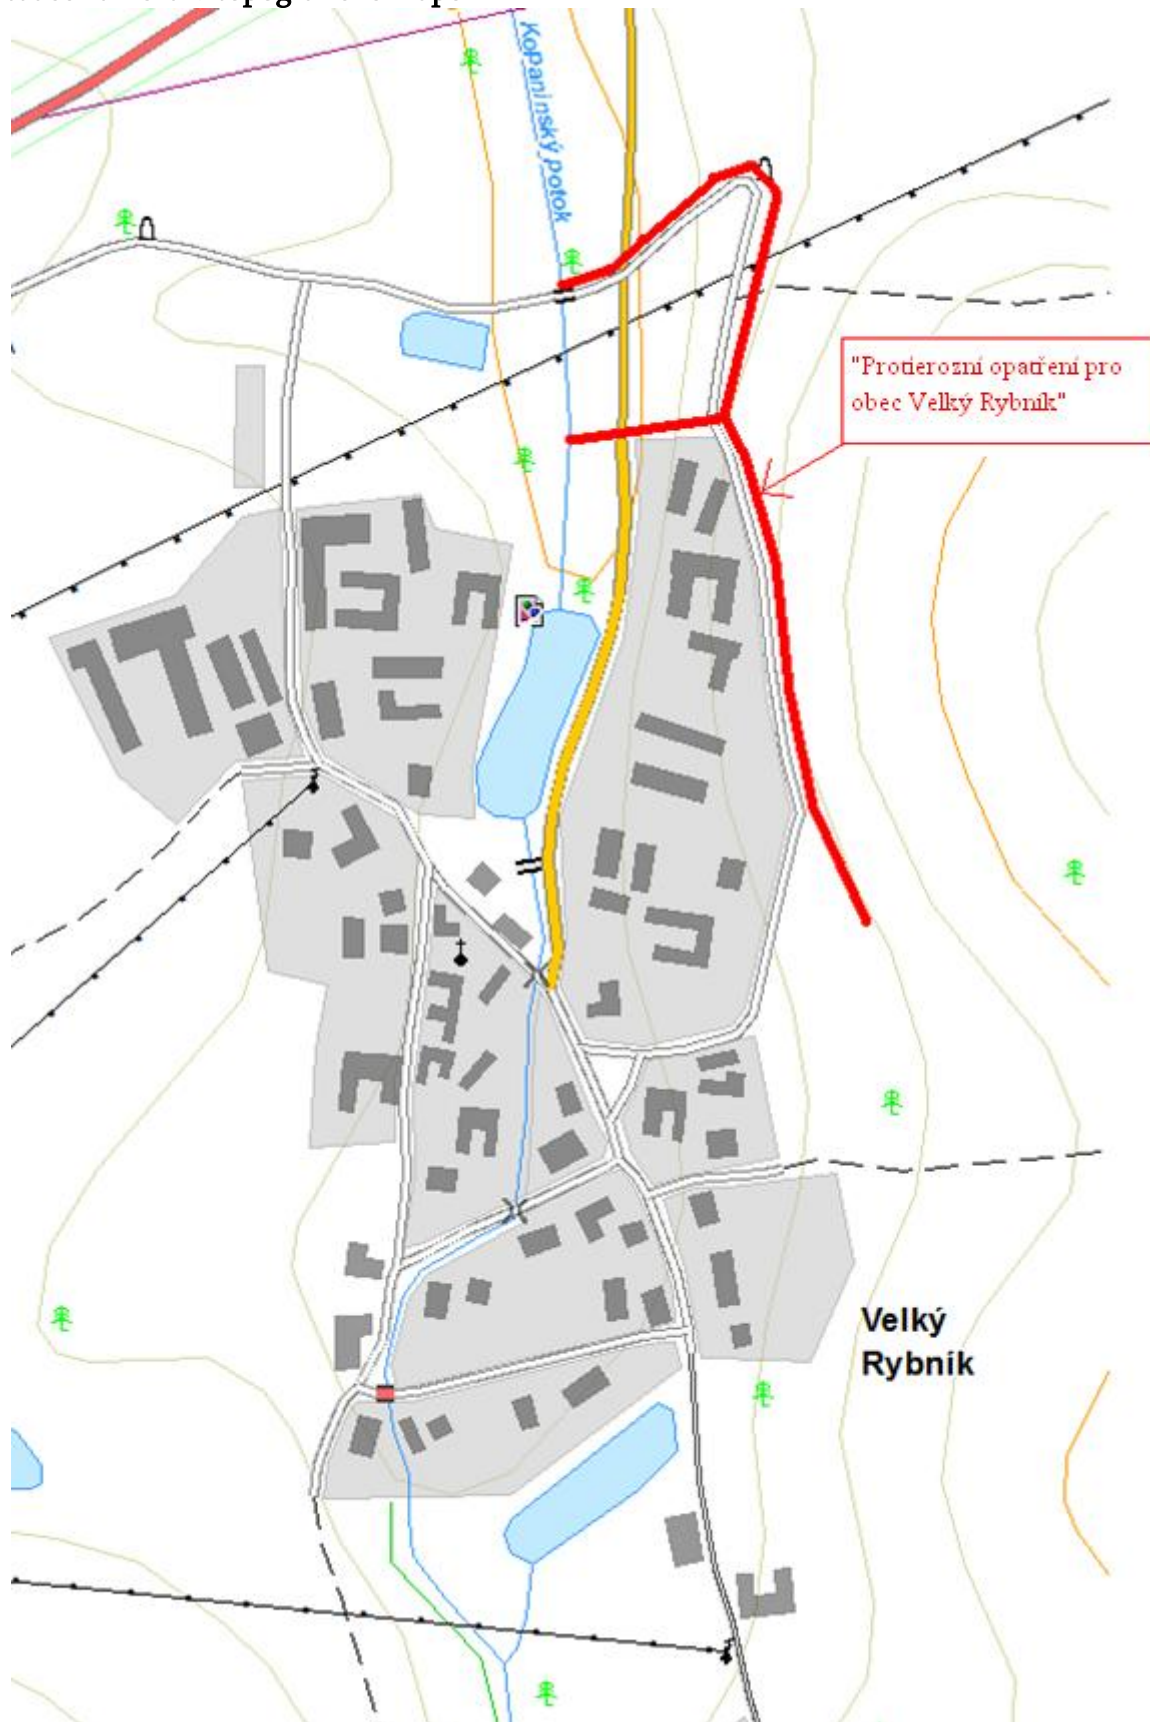 Kopaninský potok
"Protierozní opatření pro
obec Velký Rybník"
Velký
Rybník